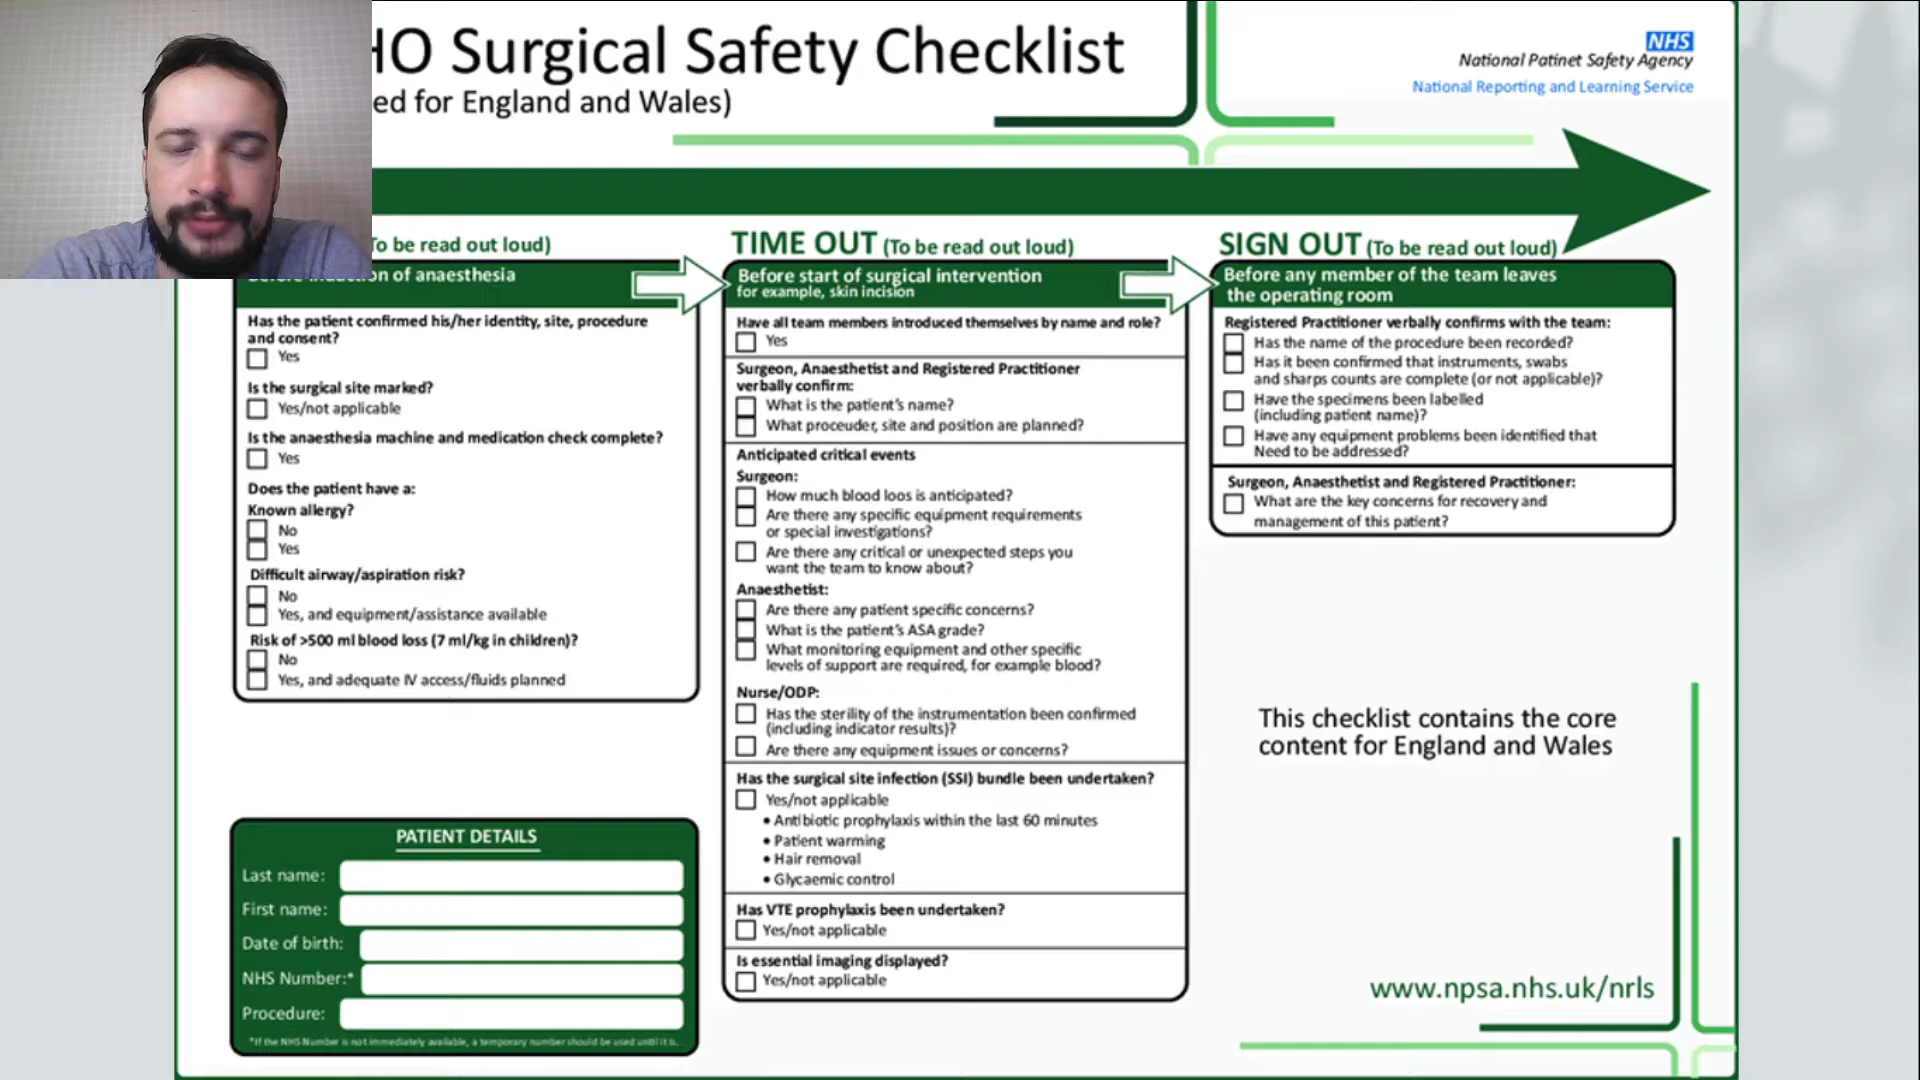 HO Surgical Safety Checklist
ed for England and Wales)
NHS
National Patinet Safety Agency
National Reporting and Learning Service
To be read out loud)
of anaesthesia
Has the patient confirmed his/her identity, site, procedure
and consent?
Yes
Is the surgical site marked?
Yes/not applicable
Is the anaesthesia machine and medication check complete?
Yes
Does the patient have a:
Known allergy?
No
Yes
Difficult airway/aspiration risk?
No
Yes, and equipment/assistance available
Risk of >500 ml blood loss (7 ml/kg in children)?
No
Yes, and adequate IV access/fluids planned
PATIENT DETAILS
Last name:
First name:
Date of birth:
NHS Number:*
Procedure:
*If the NHS Number is not immediately available, a temporary number should be used until it is.
TIME OUT (To be read out loud)
Before start of surgical intervention
for example, skin incision
Have all team members introduced themselves by name and role?
Yes
Surgeon, Anaesthetist and Registered Practitioner
verbally confirm:
What is the patient's name?
What proceuder, site and position are planned?
Anticipated critical events
Surgeon:
How much blood loos is anticipated?
Are there any specific equipment requirements
or special investigations?
Are there any critical or unexpected steps you
want the team to know about?
Anaesthetist:
Are there any patient specific concerns?
What is the patient's ASA grade?
What monitoring equipment and other specific
levels of support are required, for example blood?
Nurse/ODP:
Has the sterility of the instrumentation been confirmed
(including indicator results)?
Are there any equipment issues or concerns?
Has the surgical site infection (SSI) bundle been undertaken?
Yes/not applicable
• Antibiotic prophylaxis within the last 60 minutes
• Patient warming
• Hair removal
• Glycaemic control
Has VTE prophylaxis been undertaken?
Yes/not applicable
Is essential imaging displayed?
Yes/not applicable
SIGN OUT (To be read out loud)
Before any member of the team leaves
the operating room
Registered Practitioner verbally confirms with the team:
Has the name of the procedure been recorded?
Has it been confirmed that instruments, swabs
and sharps counts are complete (or not applicable)?
Have the specimens been labelled
(including patient name)?
Have any equipment problems been identified that
Need to be addressed?
Surgeon, Anaesthetist and Registered Practitioner:
What are the key concerns for recovery and
management of this patient?
This checklist contains the core
content for England and Wales
www.npsa.nhs.uk/nrls